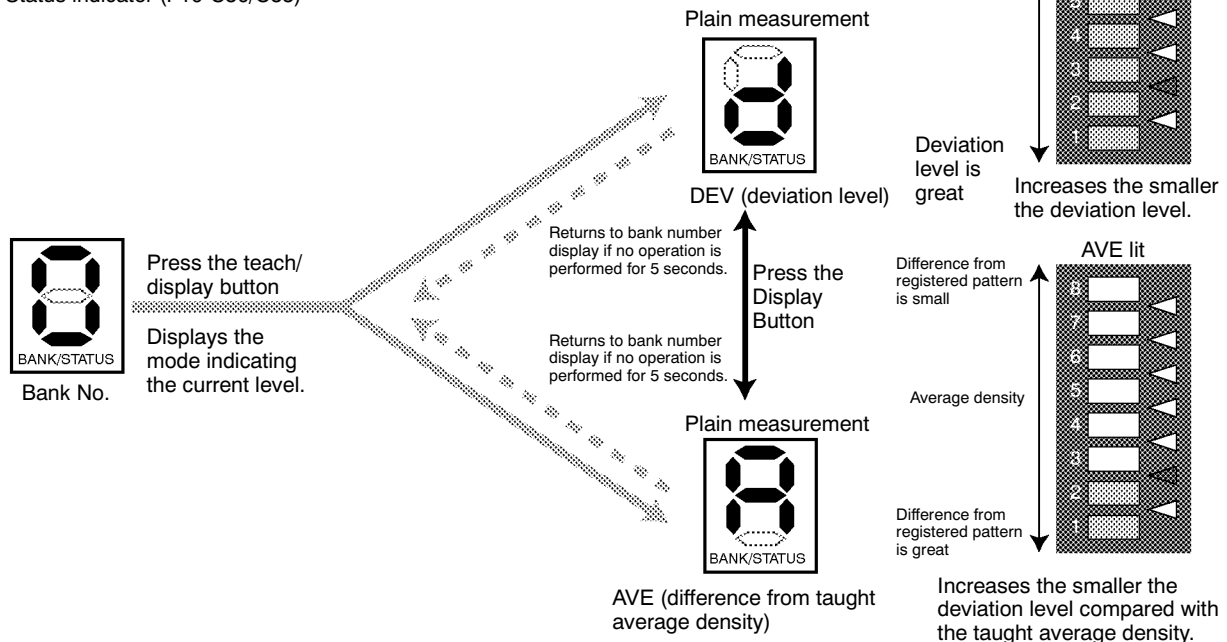 Plain measurement
BANK/STATUS
DEV (deviation level)
Deviation
level is
great
5
4
3
2
1
Increases the smaller
the deviation level.
BANK/STATUS
Bank No.
Press the teach/
display button
Displays the
mode indicating
the current level.
Returns to bank number
display if no operation is
performed for 5 seconds.
Press the
Display
Button
Returns to bank number
display if no operation is
performed for 5 seconds.
Plain measurement
BANK/STATUS
AVE (difference from taught
average density)
AVE lit
Difference from
registered pattern
is small
Average density
Difference from
registered pattern
is great
8
7
6
5
4
3
2
1
Increases the smaller the
deviation level compared with
the taught average density.